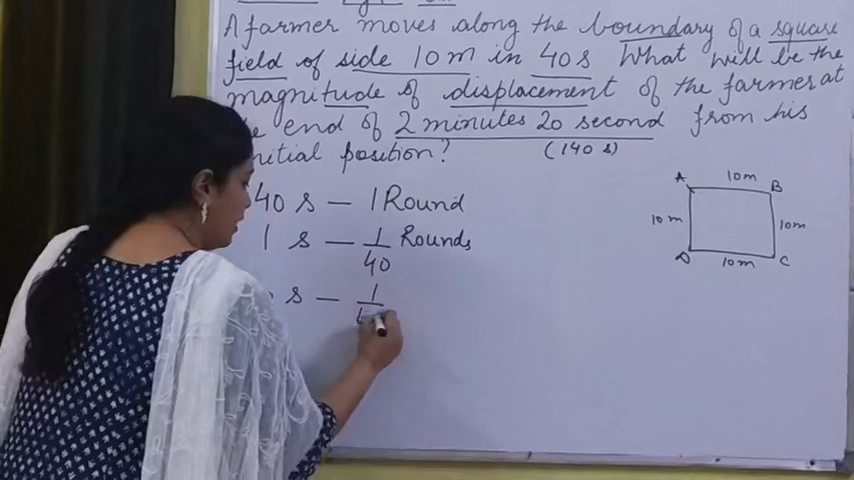 A farmer moves along the boundary of a square
field of side 10m in 40s What will be the
magnitude of displacement of the farmer at
end of 2 minutes 20 second from his
initial position? (140 s)
40 s — 1 Round
1 s — 1/40 Rounds
s — 1
A 10m B
10m 10m
D 10m C